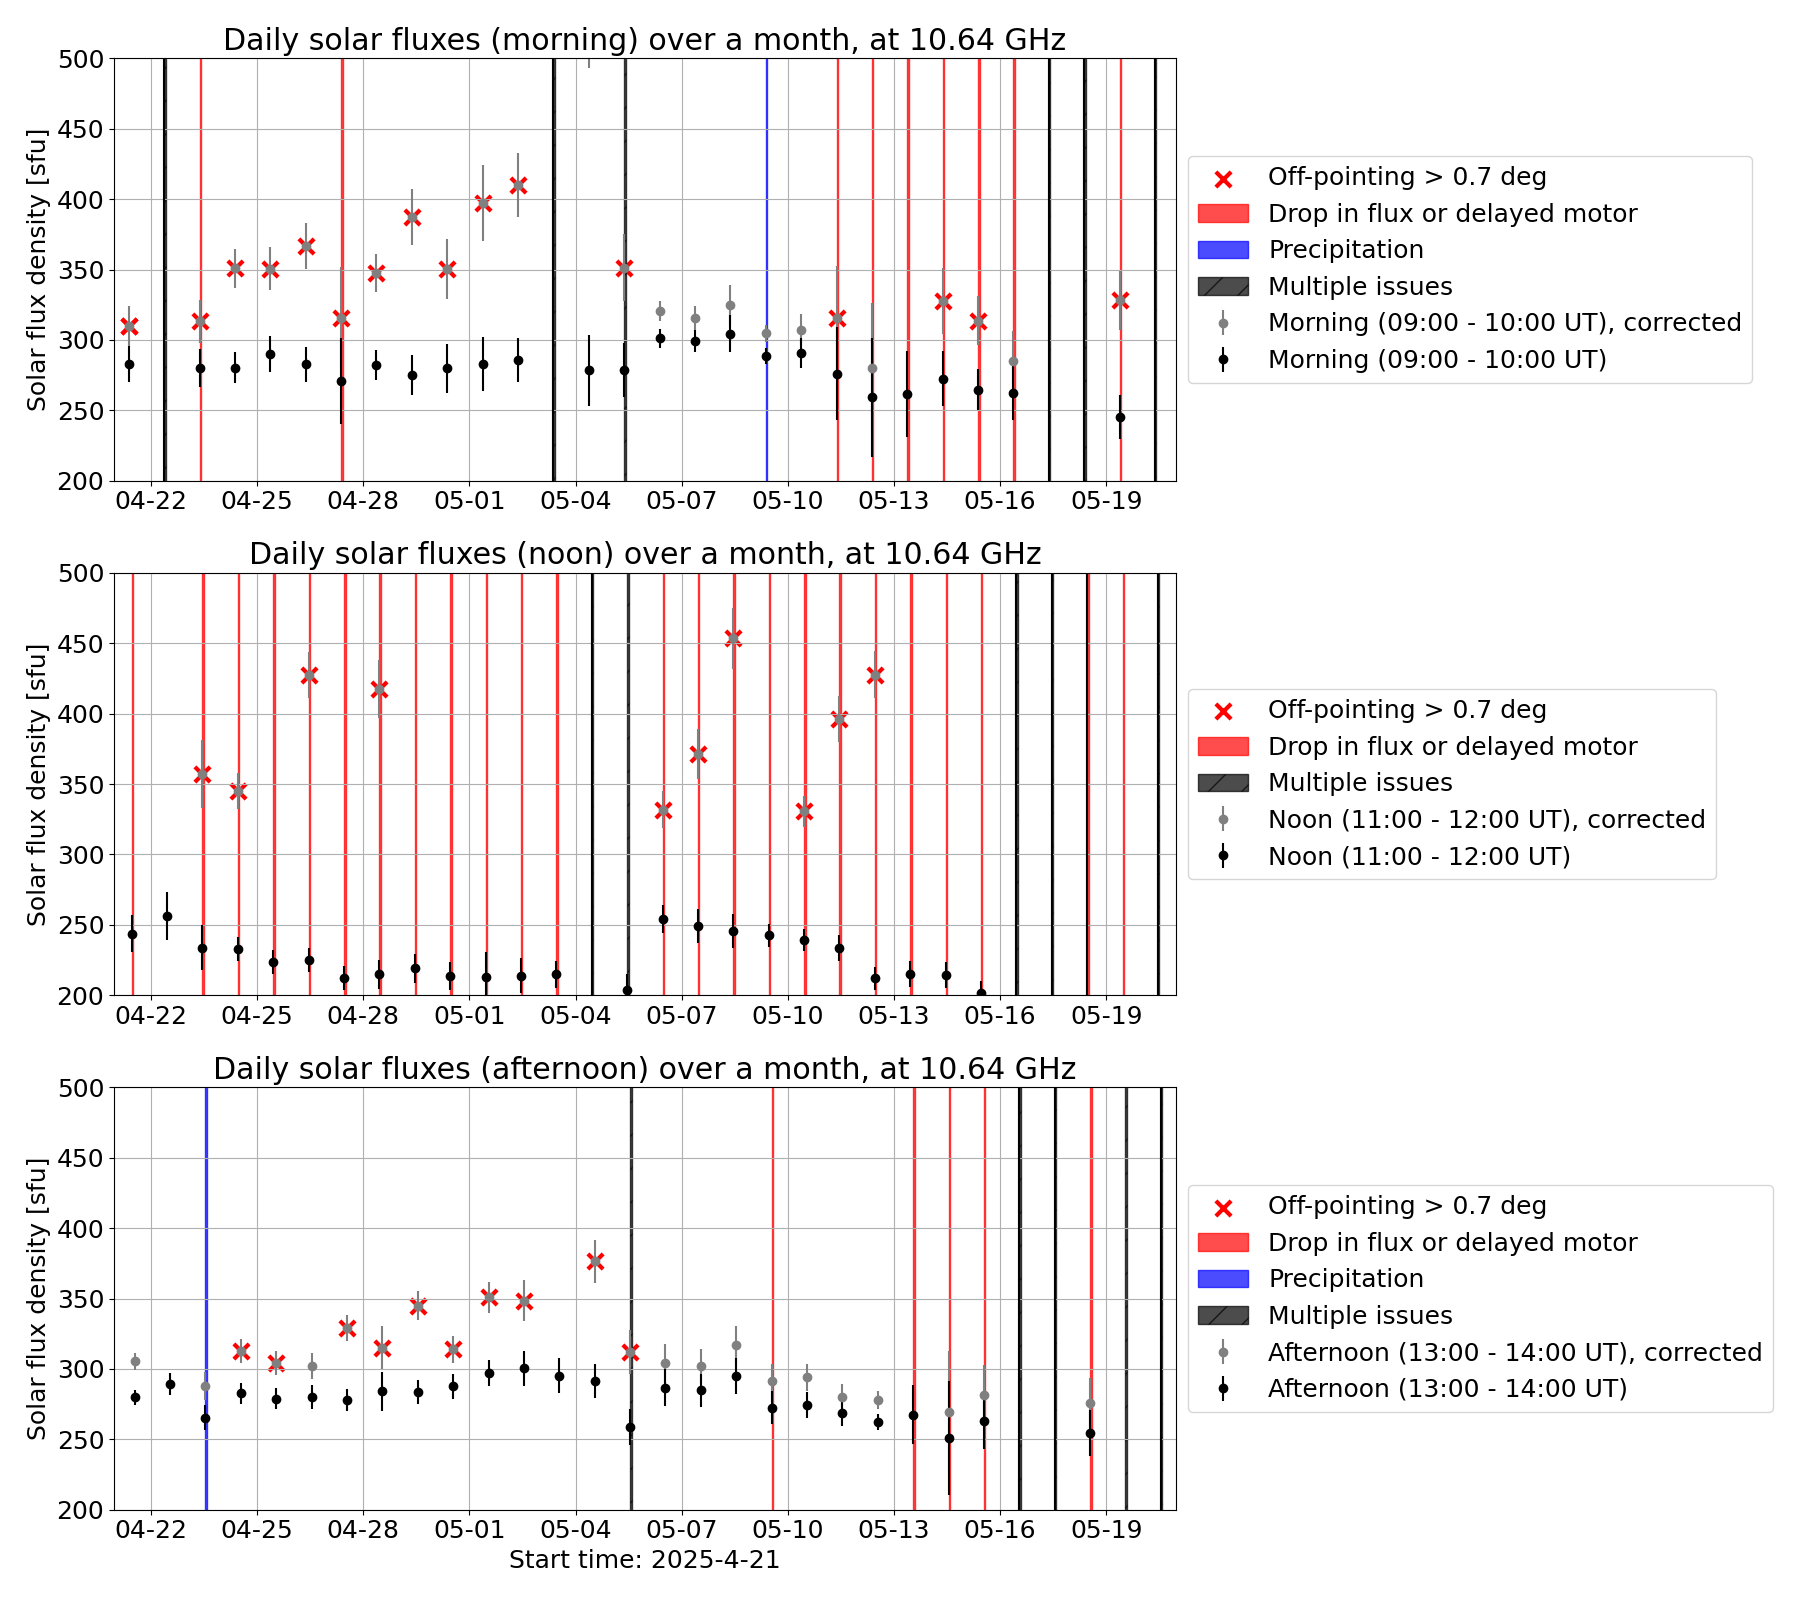 Daily solar fluxes (morning) over a month, at 10.64 GHz
Solar flux density [sfu]
500
450
400
350
300
250
200
04-22 04-25 04-28 05-01 05-04 05-07 05-10 05-13 05-16 05-19
Off-pointing > 0.7 deg
Drop in flux or delayed motor
Precipitation
Multiple issues
Morning (09:00 - 10:00 UT), corrected
Morning (09:00 - 10:00 UT)
Daily solar fluxes (noon) over a month, at 10.64 GHz
Solar flux density [sfu]
500
450
400
350
300
250
200
04-22 04-25 04-28 05-01 05-04 05-07 05-10 05-13 05-16 05-19
Off-pointing > 0.7 deg
Drop in flux or delayed motor
Multiple issues
Noon (11:00 - 12:00 UT), corrected
Noon (11:00 - 12:00 UT)
Daily solar fluxes (afternoon) over a month, at 10.64 GHz
Solar flux density [sfu]
500
450
400
350
300
250
200
04-22 04-25 04-28 05-01 05-04 05-07 05-10 05-13 05-16 05-19
Start time: 2025-4-21
Off-pointing > 0.7 deg
Drop in flux or delayed motor
Precipitation
Multiple issues
Afternoon (13:00 - 14:00 UT), corrected
Afternoon (13:00 - 14:00 UT)